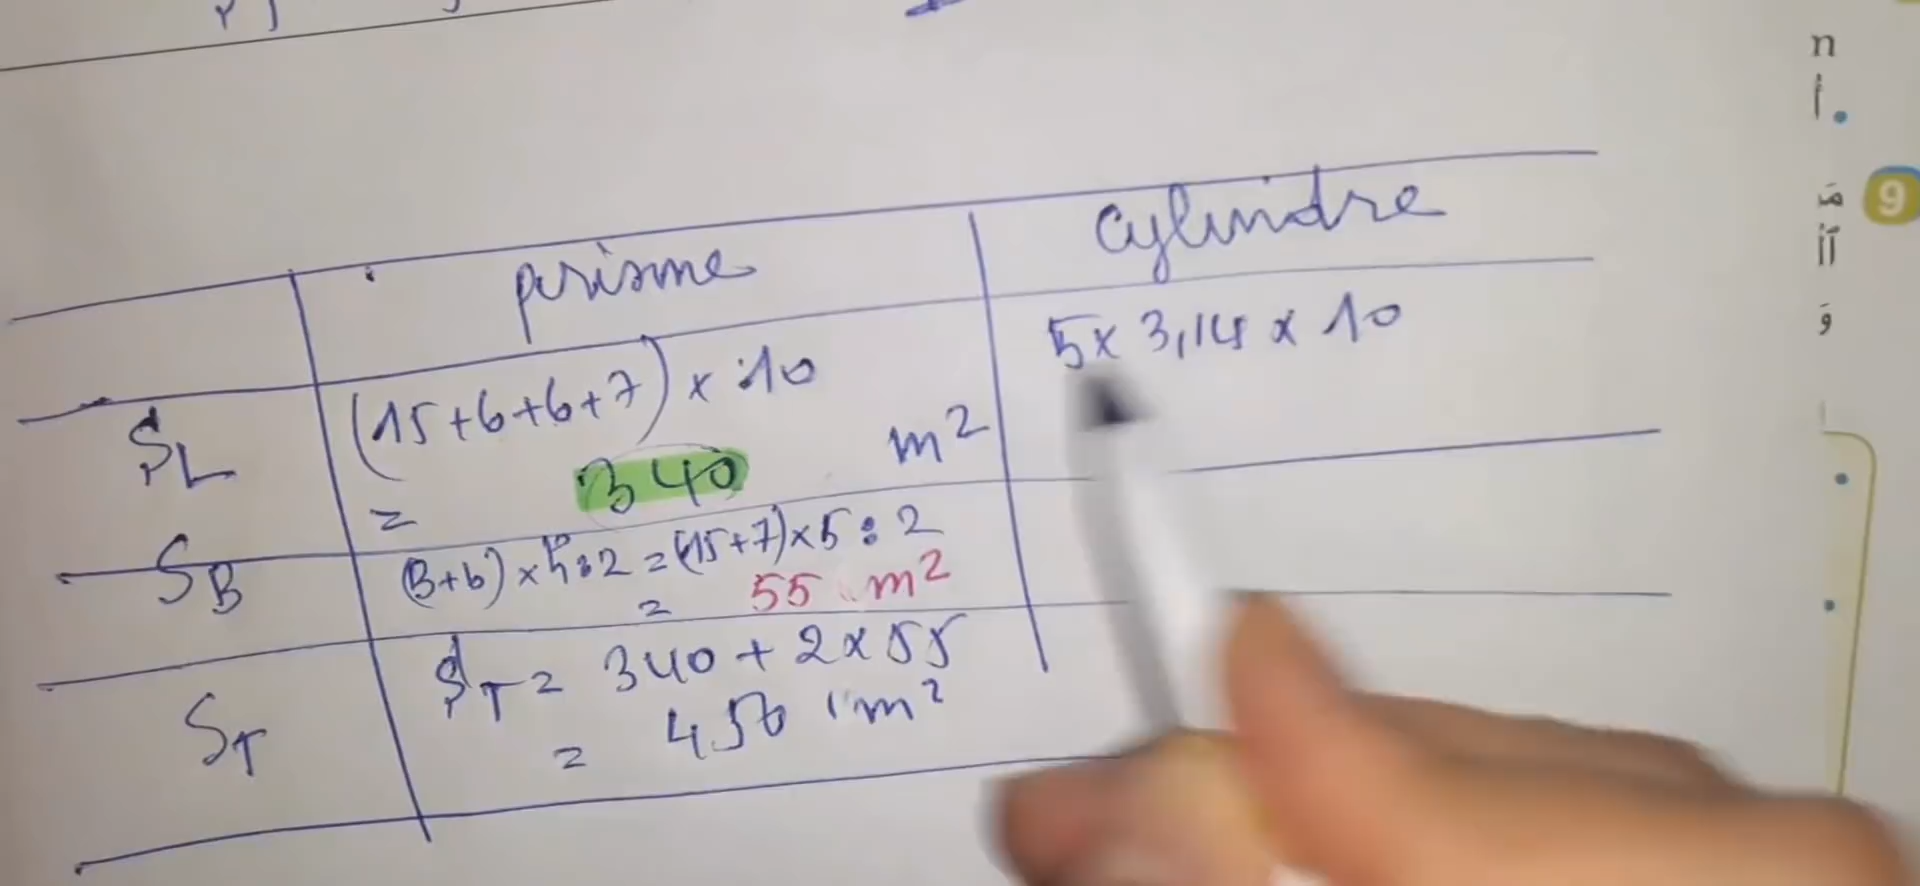 prisme
cylindre
S_L
(15+6+6+7) × 10
= 340 m²
5 × 3,14 × 10
S_B
(B+b) × h : 2 = (15+7) × 5 : 2
= 55 m²
S_T
S_T = 340 + 2 × 55
= 450 m²
n
أ
9
وَ